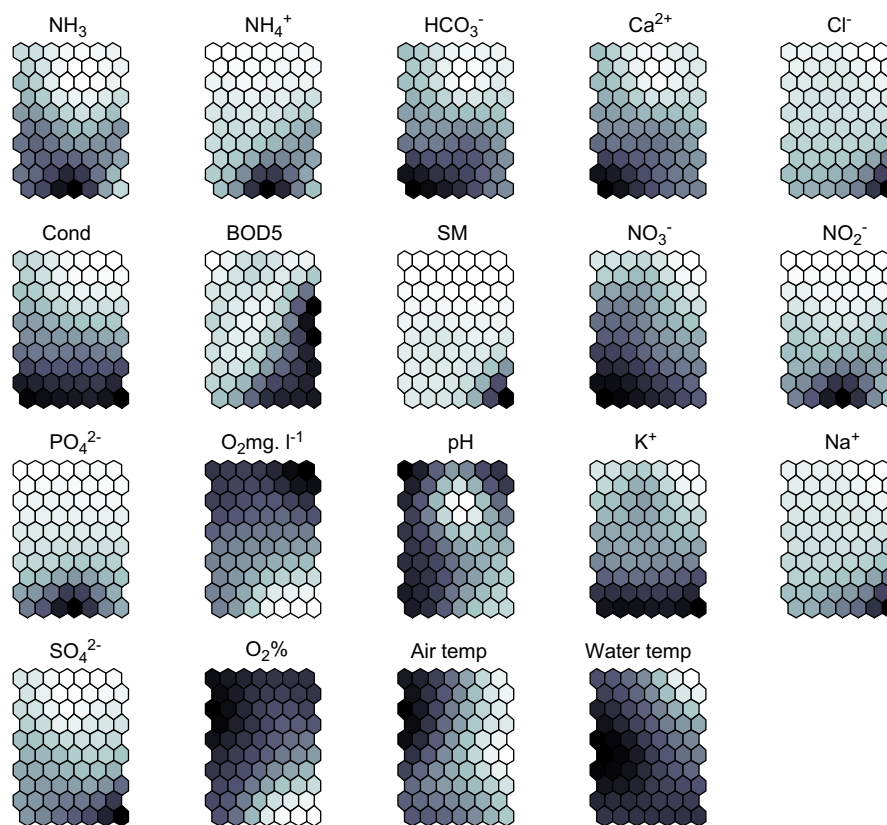 NH₃ NH₄⁺ HCO₃⁻ Ca²⁺ Cl⁻
Cond BOD5 SM NO₃⁻ NO₂⁻
PO₄²⁻ O₂mg. l⁻¹ pH K⁺ Na⁺
SO₄²⁻ O₂% Air temp Water temp